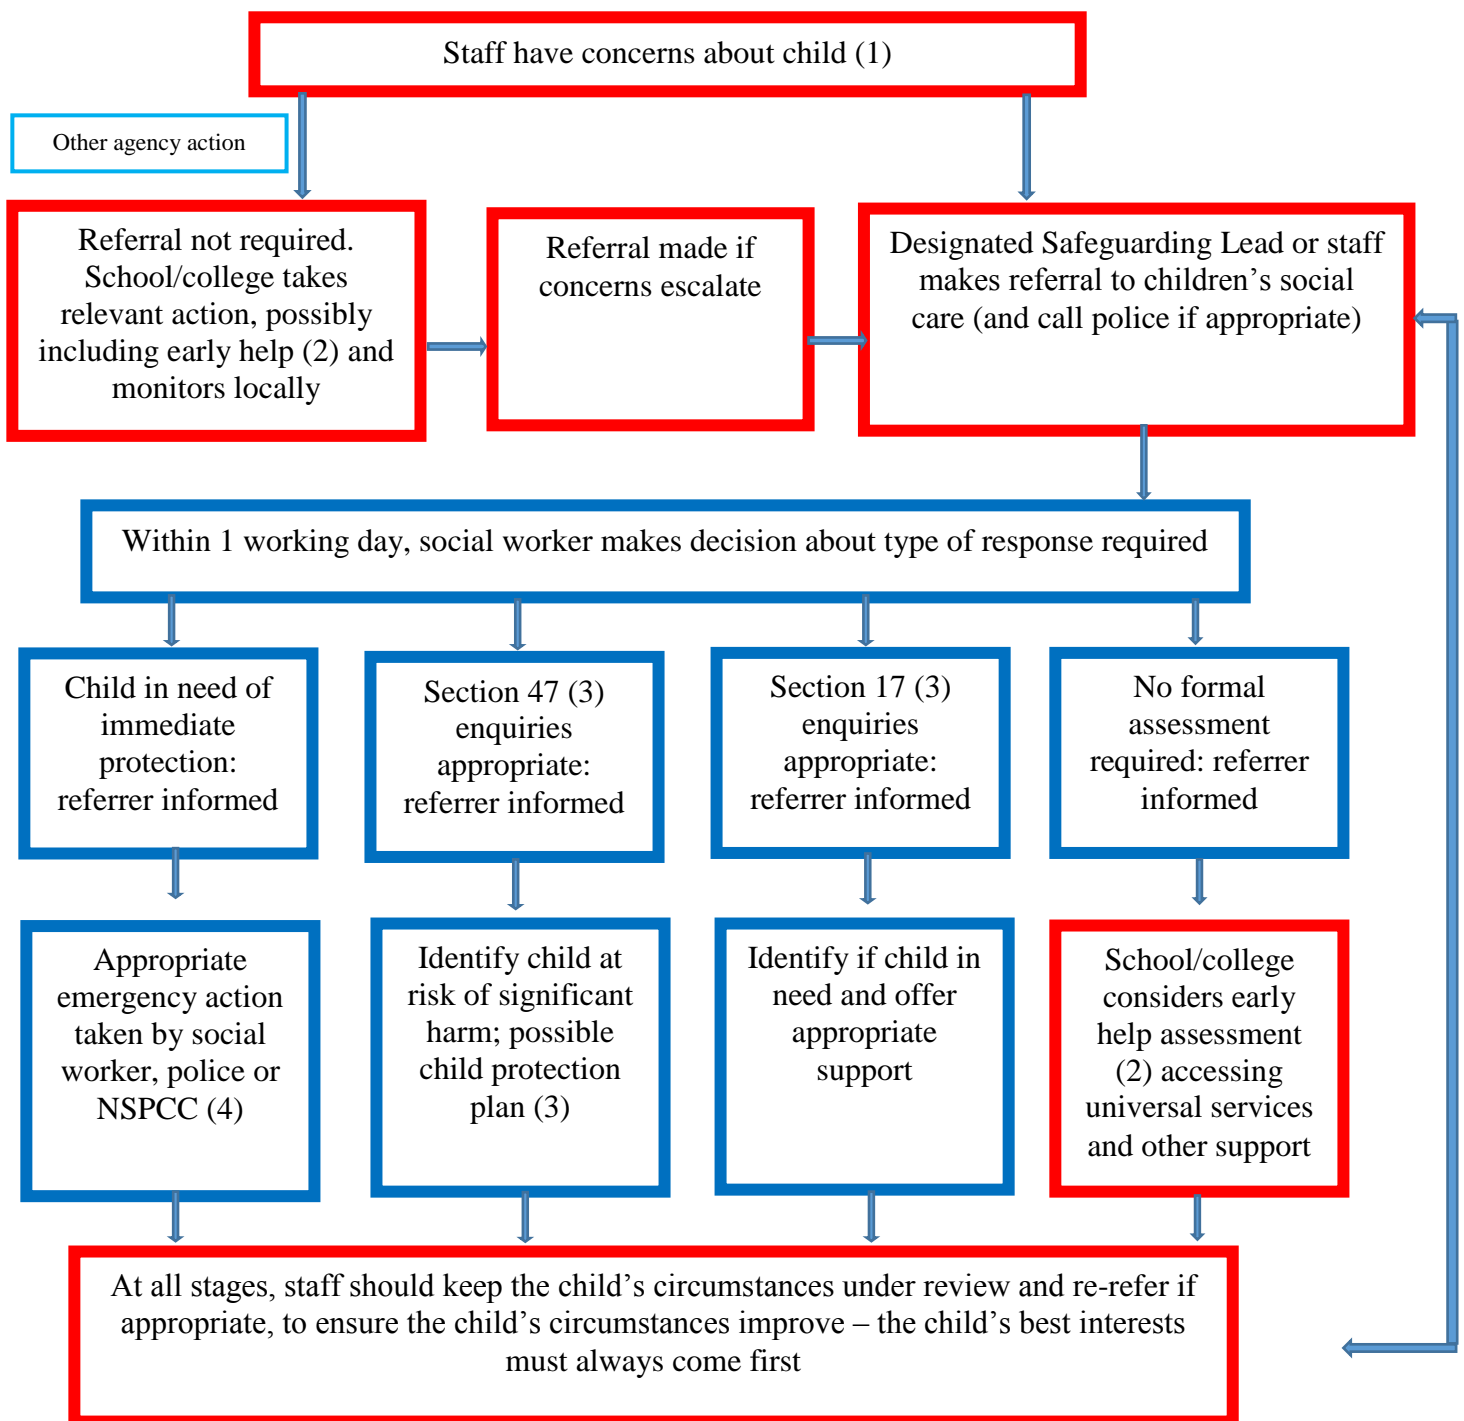 Staff have concerns about child (1)
Other agency action
Referral not required.
School/college takes
relevant action, possibly
including early help (2) and
monitors locally
Referral made if
concerns escalate
Designated Safeguarding Lead or staff
makes referral to children’s social
care (and call police if appropriate)
Within 1 working day, social worker makes decision about type of response required
Child in need of
immediate
protection:
referrer informed
Section 47 (3)
enquiries
appropriate:
referrer informed
Section 17 (3)
enquiries
appropriate:
referrer informed
No formal
assessment
required: referrer
informed
Appropriate
emergency action
taken by social
worker, police or
NSPCC (4)
Identify child at
risk of significant
harm; possible
child protection
plan (3)
Identify if child in
need and offer
appropriate
support
School/college
considers early
help assessment
(2) accessing
universal services
and other support
At all stages, staff should keep the child’s circumstances under review and re-refer if
appropriate, to ensure the child’s circumstances improve – the child’s best interests
must always come first